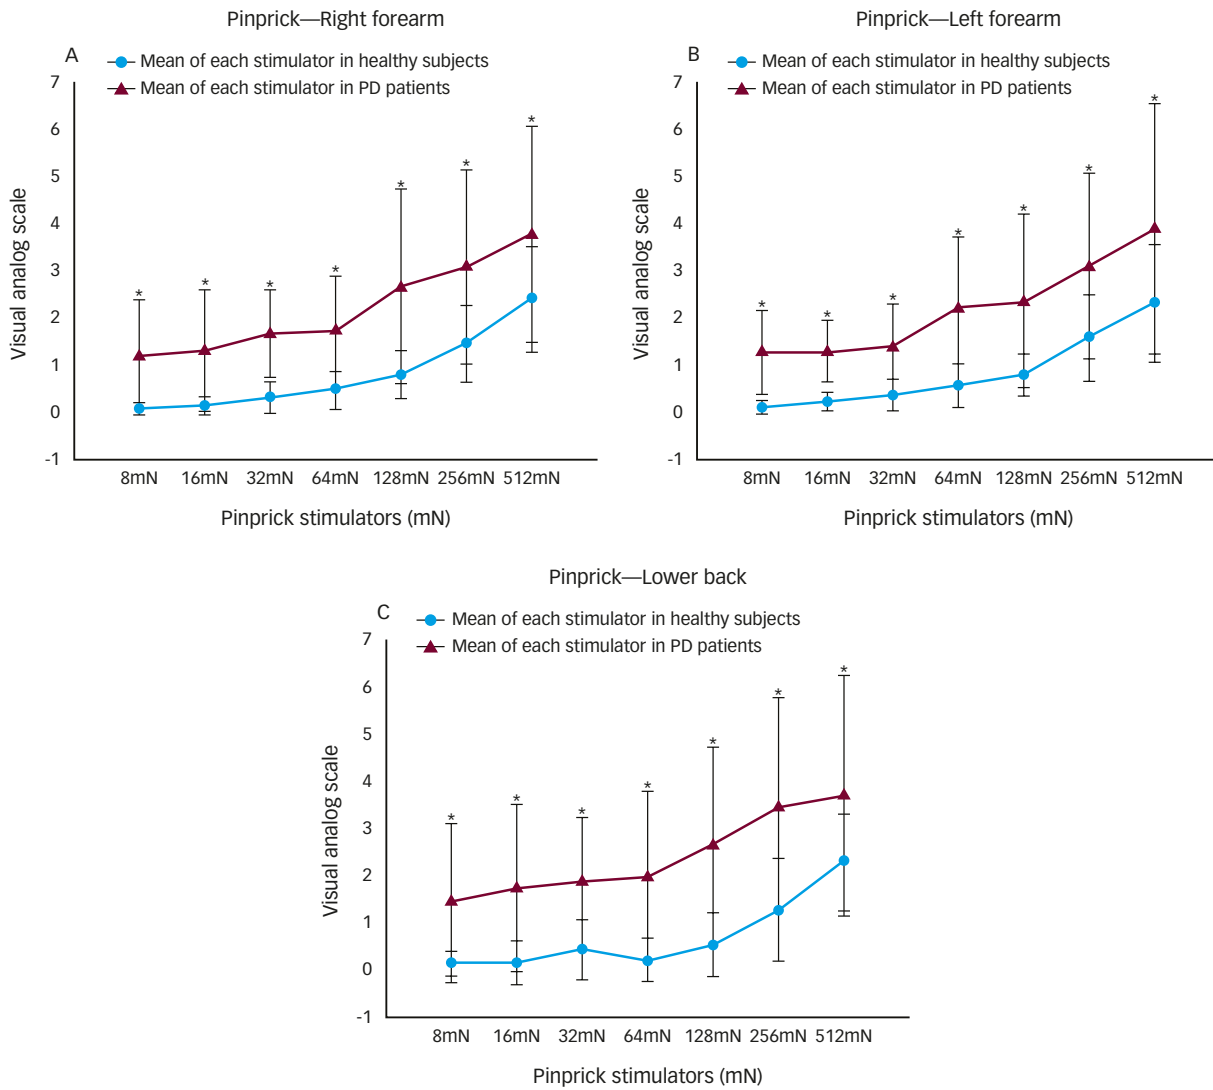 Pinprick—Right forearm
A
Mean of each stimulator in healthy subjects
Mean of each stimulator in PD patients
7
6
5
4
3
2
1
0
-1
Visual analog scale
* * * * * * *
8mN 16mN 32mN 64mN 128mN 256mN 512mN
Pinprick stimulators (mN)
Pinprick—Left forearm
B
Mean of each stimulator in healthy subjects
Mean of each stimulator in PD patients
7
6
5
4
3
2
1
0
-1
Visual analog scale
* * * * * * *
8mN 16mN 32mN 64mN 128mN 256mN 512mN
Pinprick stimulators (mN)
Pinprick—Lower back
C
Mean of each stimulator in healthy subjects
Mean of each stimulator in PD patients
7
6
5
4
3
2
1
0
-1
Visual analog scale
* * * * * * *
8mN 16mN 32mN 64mN 128mN 256mN 512mN
Pinprick stimulators (mN)